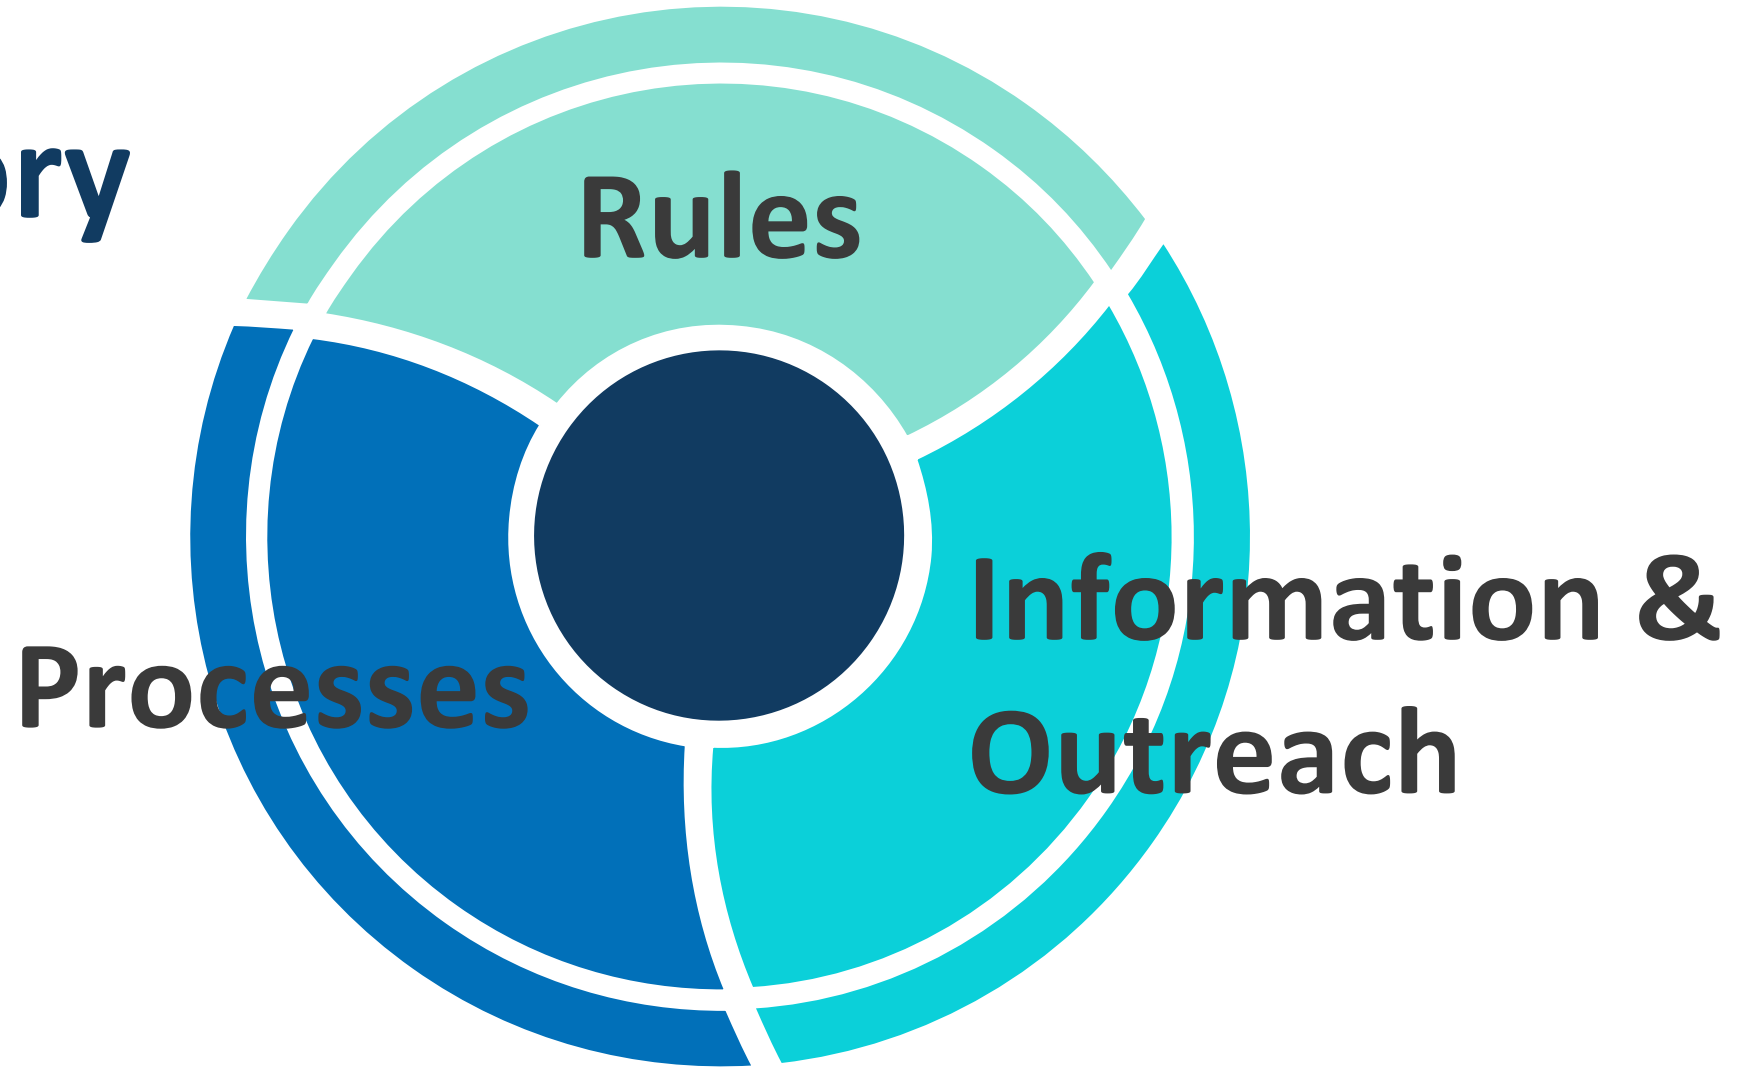 ory
Rules
Information &
Outreach
Processes